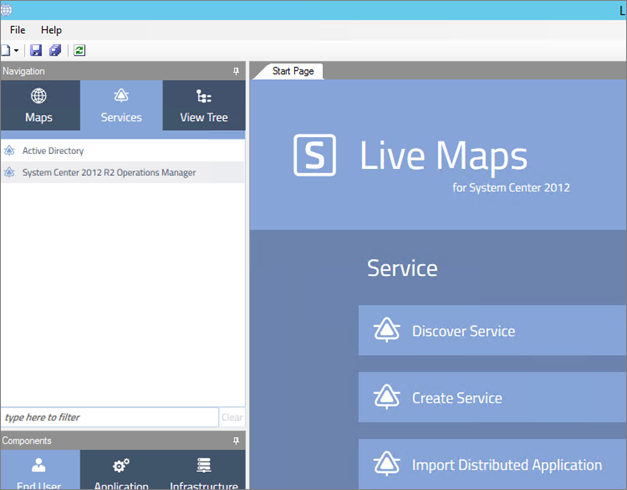 L
File Help
Navigation
Start Page
Maps Services View Tree
Active Directory
System Center 2012 R2 Operations Manager
S Live Maps
for System Center 2012
Service
Discover Service
Create Service
Import Distributed Application
type here to filter Clear
Components
End User Application Infrastructure